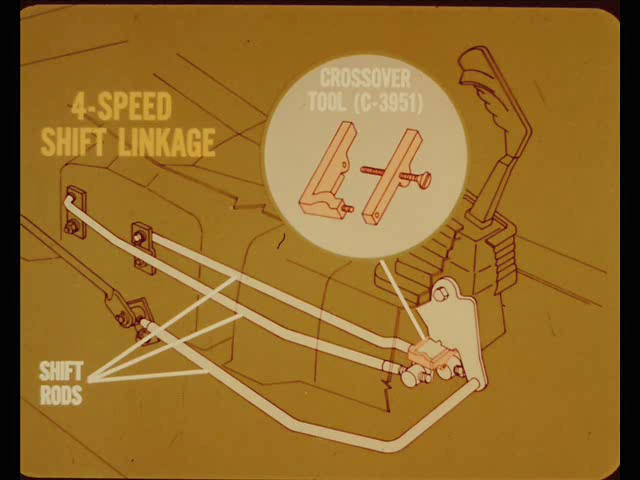 4-SPEED
SHIFT LINKAGE
CROSSOVER
TOOL (C-3951)
SHIFT
RODS